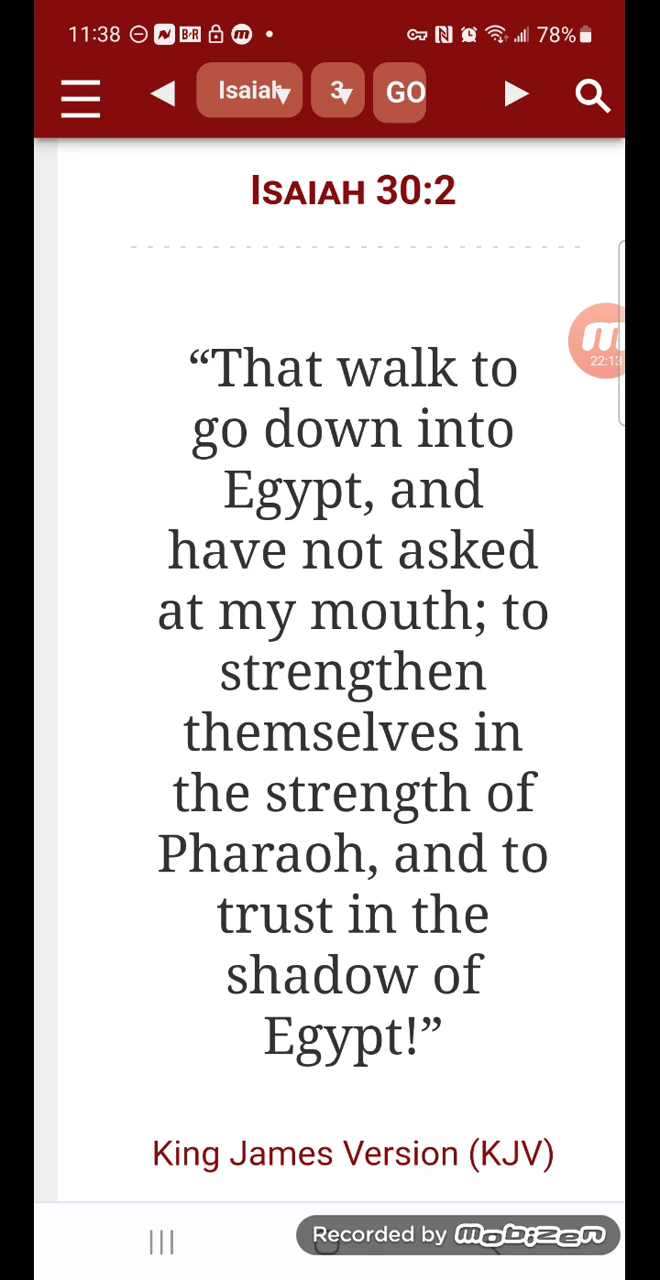 11:38 B·R m • 78%
Isaiah 3 GO
Isaiah 30:2
m
22:13
“That walk to
go down into
Egypt, and
have not asked
at my mouth; to
strengthen
themselves in
the strength of
Pharaoh, and to
trust in the
shadow of
Egypt!”
King James Version (KJV)
Recorded by mobizen